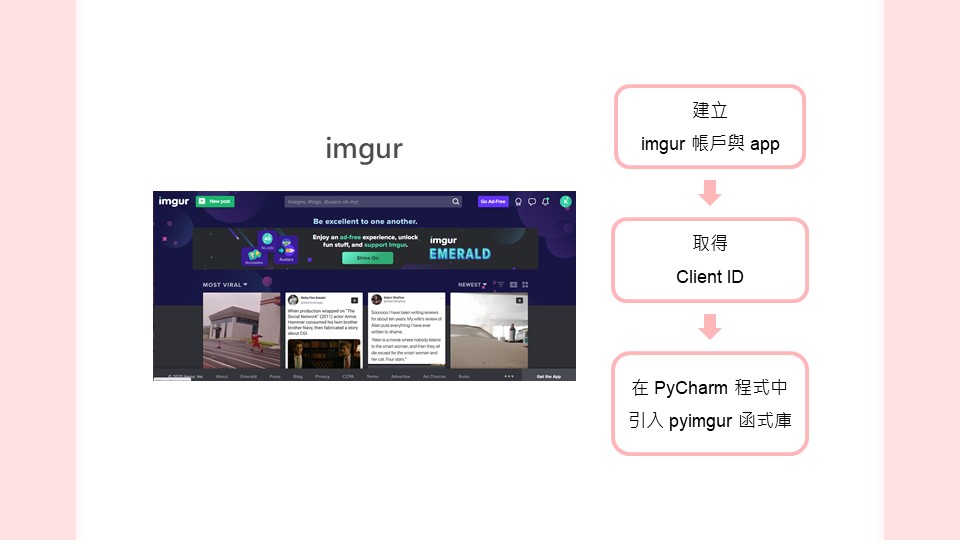 imgur
imgur
New post
Images, #tags, @users oh my!
Go Ad-Free
K
Be excellent to one another.
Enjoy an ad-free experience, unlock
fun stuff, and support Imgur.
Shine On
imgur
EMERALD
Accolades
Avatars
MOST VIRAL
NEWEST
When production wrapped on "The
Social Network" (2011) actor Armie
Hammer consumed his twin brother
brother Navy, then fabricated a story
about CGI.
Sooooo I have been writing reviews
for about ten years. My wife's review of
Alien puts everything I have ever
written to shame.
"Alien is a movie where nobody listens
to the smart woman, and then they all
die except for the smart woman and
her cat. Four stars."
About
Emerald
Press
Blog
Privacy
CCPA
Terms
Advertise
Ad Choices
Rules
Get the App
建立
imgur 帳戶與 app
取得
Client ID
在 PyCharm 程式中
引入 pyimgur 函式庫